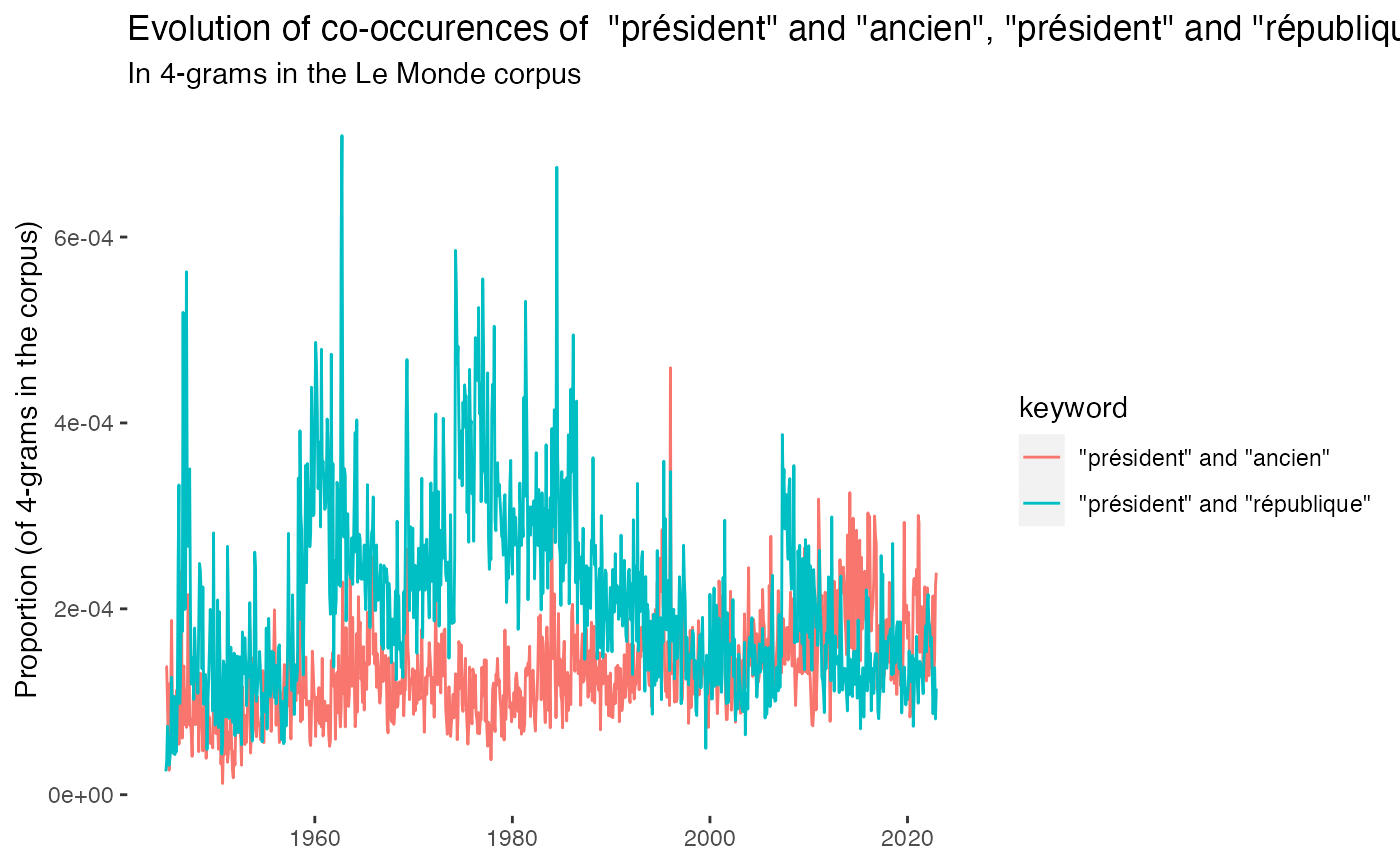 Evolution of co-occurences of  "président" and "ancien", "président" and "républiqu
In 4-grams in the Le Monde corpus
Proportion (of 4-grams in the corpus)
6e-04
4e-04
2e-04
0e+00
1960
1980
2000
2020
keyword
"président" and "ancien"
"président" and "république"